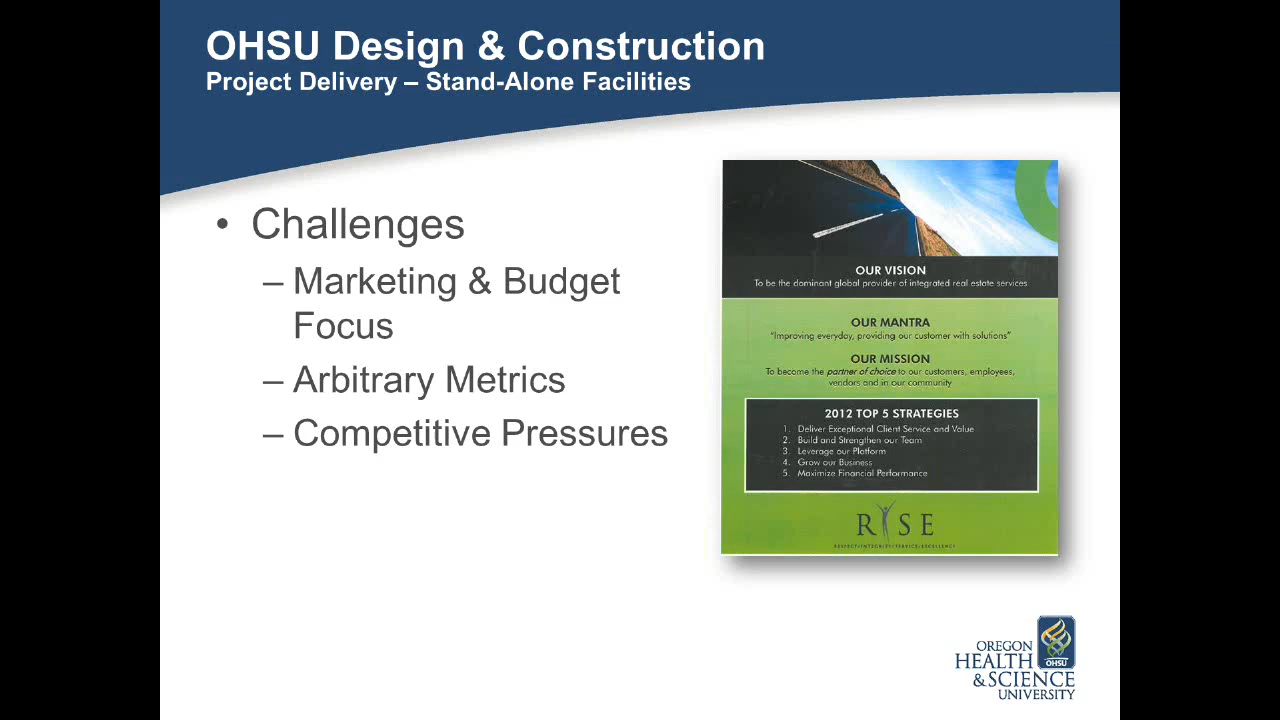 OHSU Design & Construction
Project Delivery – Stand-Alone Facilities
• Challenges
– Marketing & Budget
Focus
– Arbitrary Metrics
– Competitive Pressures
OUR VISION
To be the dominant global provider of integrated real estate services
OUR MANTRA
"Improving everyday, providing our customer with solutions"
OUR MISSION
To become the partner of choice to our customers, employees,
vendors and in our community
2012 TOP 5 STRATEGIES
1. Deliver Exceptional Client Service and Value
2. Build and Strengthen our Team
3. Leverage our Platform
4. Grow our Business
5. Maximize Financial Performance
RISE
RESPECT•INTEGRITY•SERVICE•EXCELLENCE
OREGON
HEALTH
& SCIENCE
UNIVERSITY
OHSU